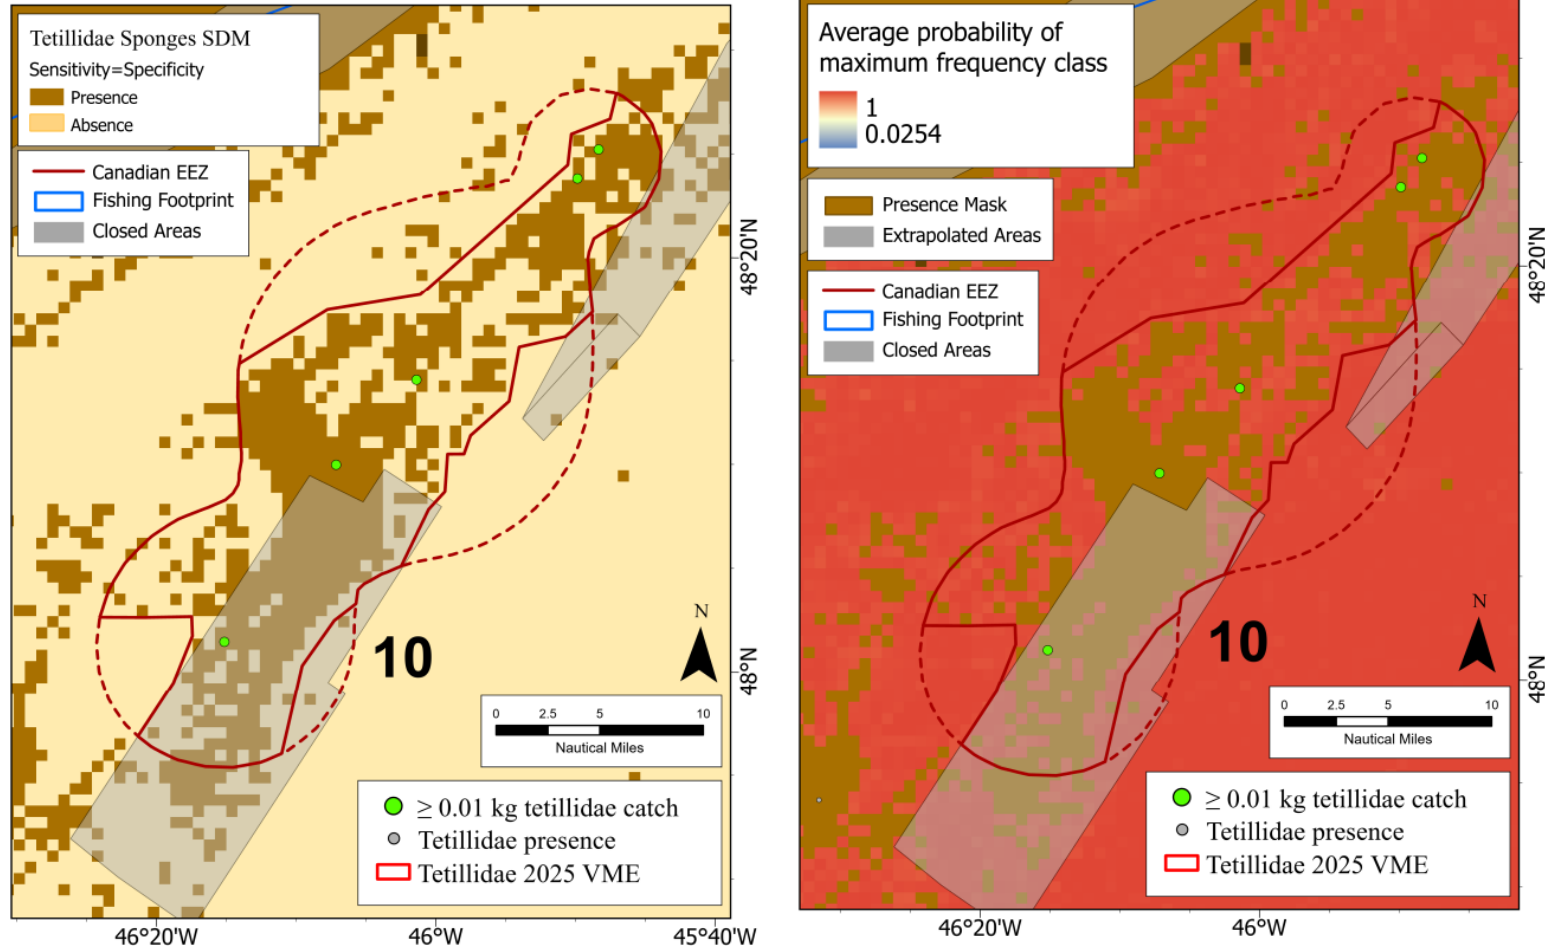 Tetillidae Sponges SDM
Sensitivity=Specificity
Presence
Absence
Canadian EEZ
Fishing Footprint
Closed Areas
10
N
0 2.5 5 10
Nautical Miles
≥ 0.01 kg tetillidae catch
Tetillidae presence
Tetillidae 2025 VME
48°20'N
48°N
46°20'W 46°W 45°40'W
Average probability of
maximum frequency class
1
0.0254
Presence Mask
Extrapolated Areas
Canadian EEZ
Fishing Footprint
Closed Areas
10
N
0 2.5 5 10
Nautical Miles
≥ 0.01 kg tetillidae catch
Tetillidae presence
Tetillidae 2025 VME
48°20'N
48°N
46°20'W 46°W